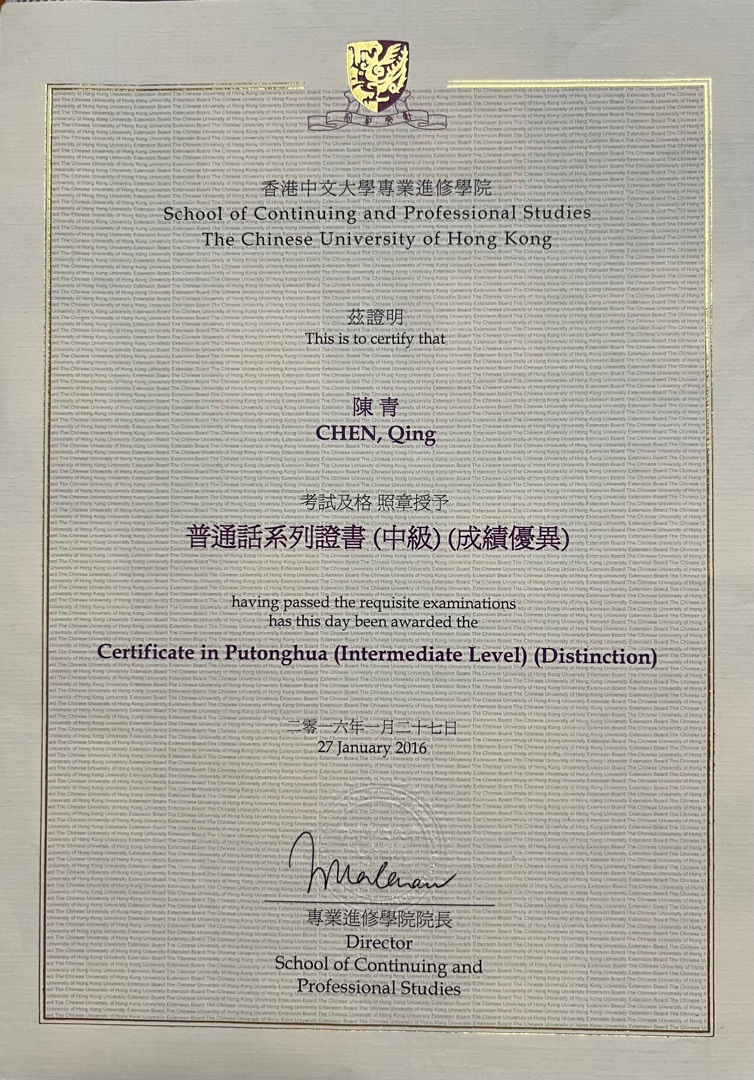 香港中文大學專業進修學院
School of Continuing and Professional Studies
The Chinese University of Hong Kong
茲證明
This is to certify that
陳青
CHEN, Qing
考試及格 照章授予
普通話系列證書 (中級) (成績優異)
having passed the requisite examinations
has this day been awarded the
Certificate in Putonghua (Intermediate Level) (Distinction)
二零一六年一月二十七日
27 January 2016
專業進修學院院長
Director
School of Continuing and
Professional Studies